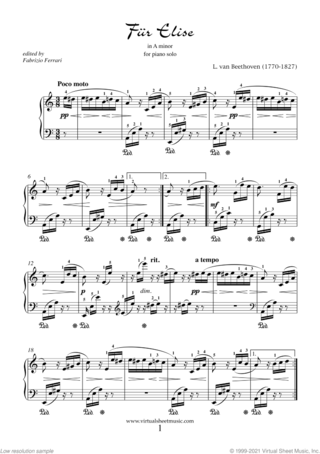 Für Elise
in A minor
for piano solo
edited by
Fabrizio Ferrari
L. van Beethoven (1770-1827)
Poco moto
pp
6
1.
2.
mf
12
rit.
a tempo
p
dim.
pp
18
www.virtualsheetmusic.com
1
Low resolution sample
© 1999-2021 Virtual Sheet Music, Inc.